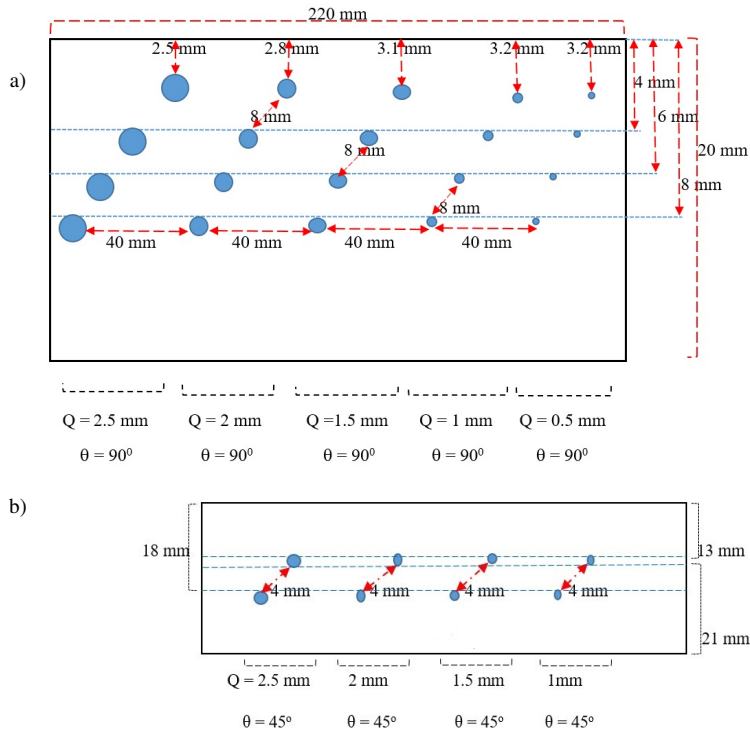 220 mm
a)
2.5 mm 2.8 mm 3.1 mm 3.2 mm 3.2 mm
4 mm
8 mm
6 mm
8 mm
20 mm
8 mm
8 mm
40 mm 40 mm 40 mm 40 mm
Q = 2.5 mm Q = 2 mm Q =1.5 mm Q = 1 mm Q = 0.5 mm
θ = 90⁰ θ = 90⁰ θ = 90⁰ θ = 90⁰ θ = 90⁰
b)
18 mm 13 mm
4 mm 4 mm 4 mm 4 mm
21 mm
Q = 2.5 mm 2 mm 1.5 mm 1mm
θ = 45º θ = 45º θ = 45º θ = 45º